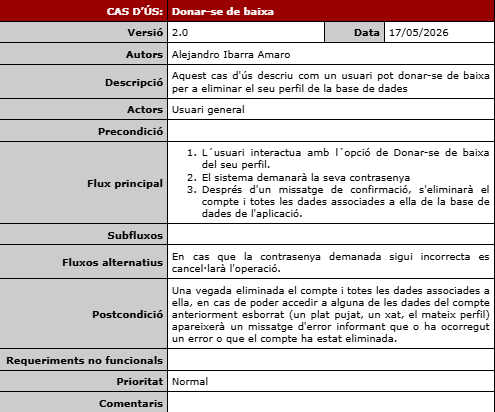 CAS D'ÚS: Donar-se de baixa
Versió 2.0 Data 17/05/2026
Autors Alejandro Ibarra Amaro
Descripció Aquest cas d'ús descriu com un usuari pot donar-se de baixa
per a eliminar el seu perfil de la base de dades
Actors Usuari general
Precondició
Flux principal
1. L´usuari interactua amb l´opció de Donar-se de baixa
del seu perfil.
2. El sistema demanarà la seva contrasenya
3. Després d'un missatge de confirmació, s'eliminarà el
compte i totes les dades associades a ella de la base de
dades de l'aplicació.
Subfluxos
Fluxos alternatius En cas que la contrasenya demanada sigui incorrecta es
cancel·larà l'operació.
Postcondició
Una vegada eliminada el compte i totes les dades associades a
ella, en cas de poder accedir a alguna de les dades del compte
anteriorment esborrat (un plat pujat, un xat, el mateix perfil)
apareixerà un missatge d'error informant que o ha ocorregut
un error o que el compte ha estat eliminada.
Requeriments no funcionals
Prioritat Normal
Comentaris